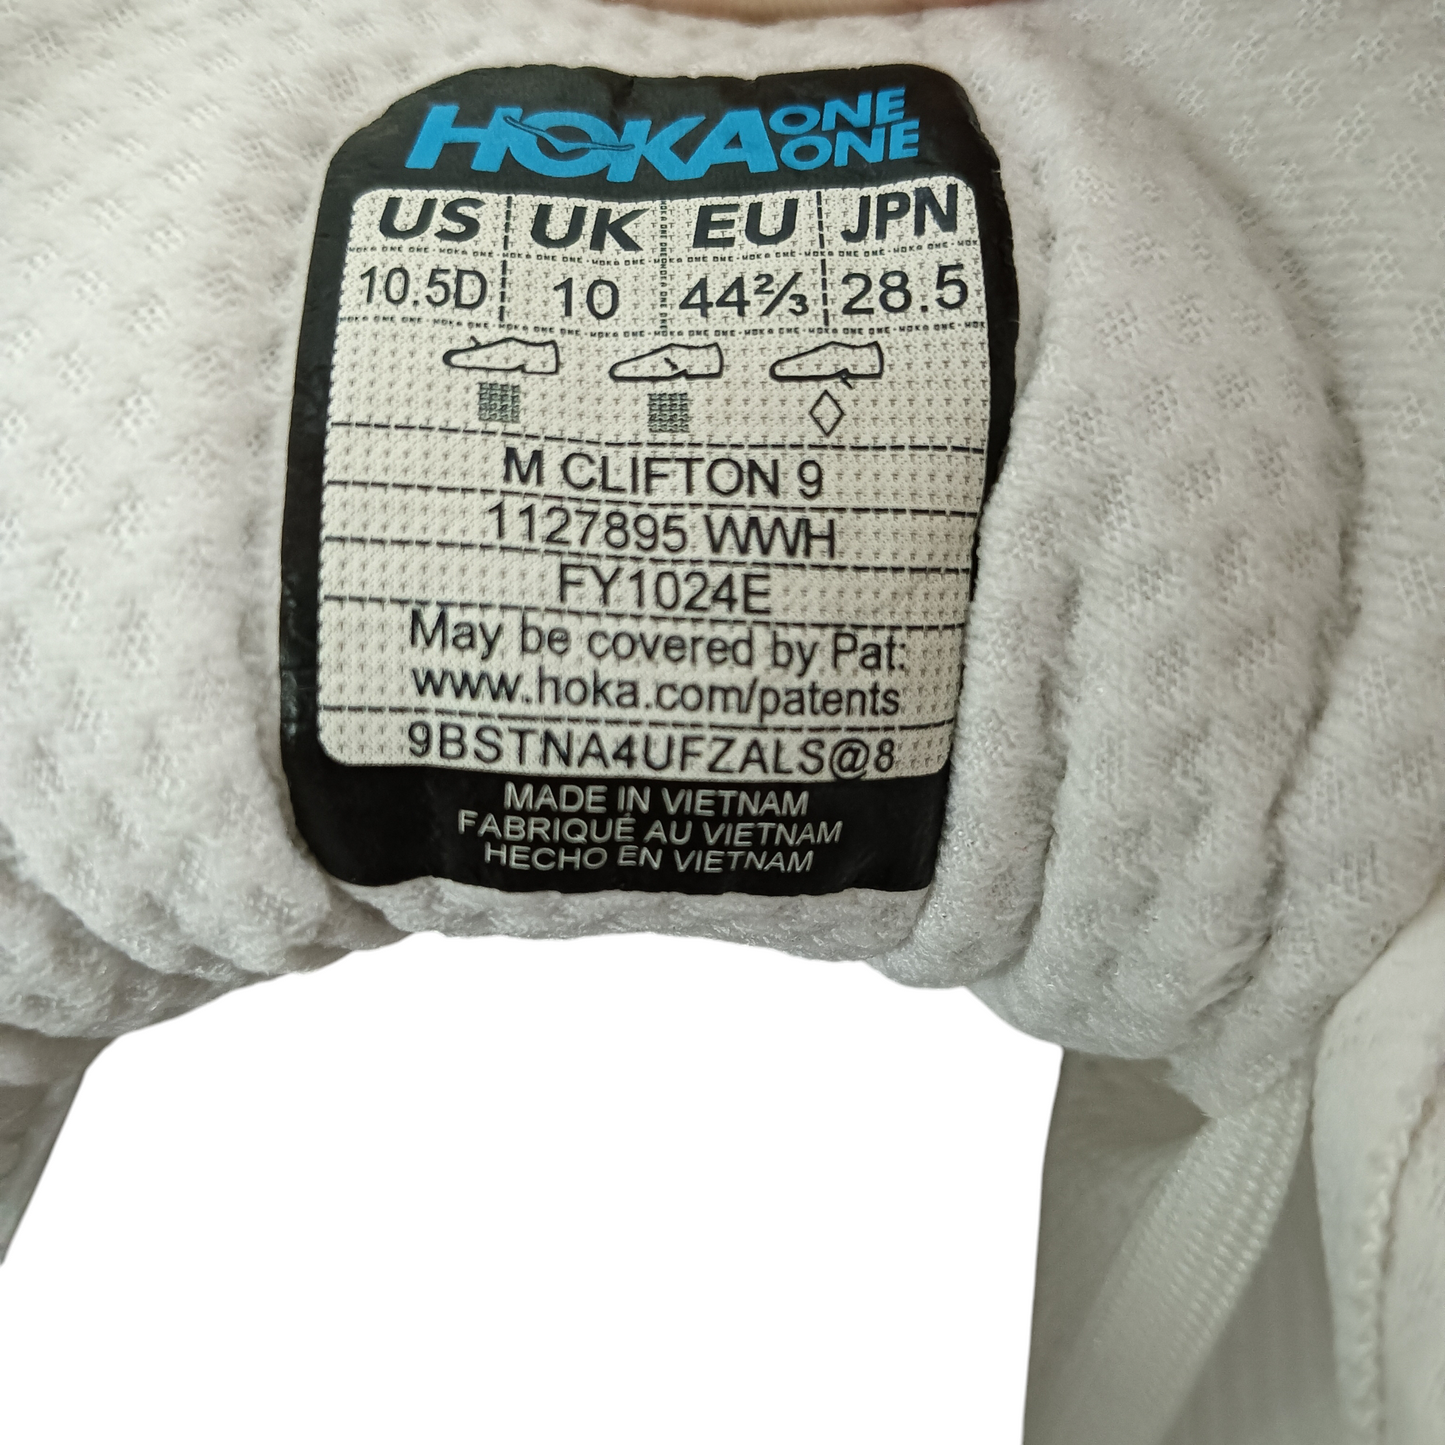 HOKA ONE ONE
US UK EU JPN
10.5D 10 44⅔ 28.5
M CLIFTON 9
1127895 WWH
FY1024E
May be covered by Pat:
www.hoka.com/patents
9BSTNA4UFZALS@8
MADE IN VIETNAM
FABRIQUÉ AU VIETNAM
HECHO EN VIETNAM